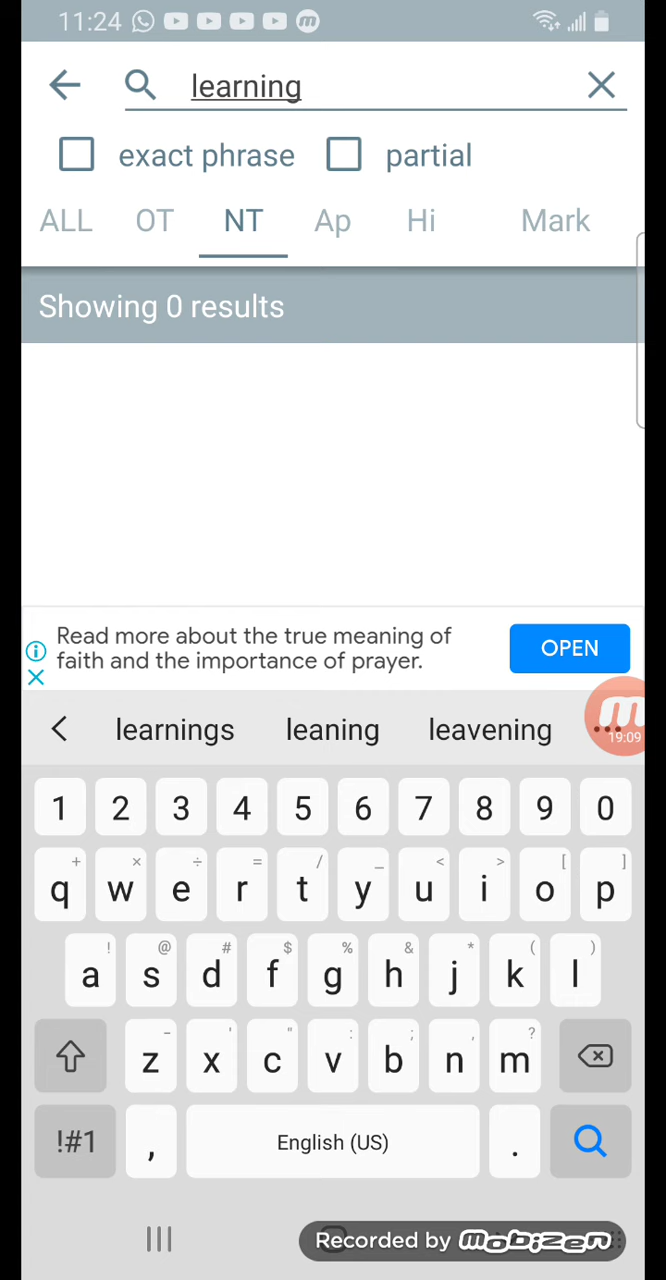 11:24
learning
exact phrase partial
ALL OT NT Ap Hi Mark
Showing 0 results
Read more about the true meaning of
faith and the importance of prayer.
OPEN
learnings leaning leavening
19:09
1 2 3 4 5 6 7 8 9 0
+ × ÷ = / _ < > [ ]
q w e r t y u i o p
! @ # $ % & * ( )
a s d f g h j k l
- ' " : ; , ?
z x c v b n m
!#1 , English (US) .
Recorded by mobizen